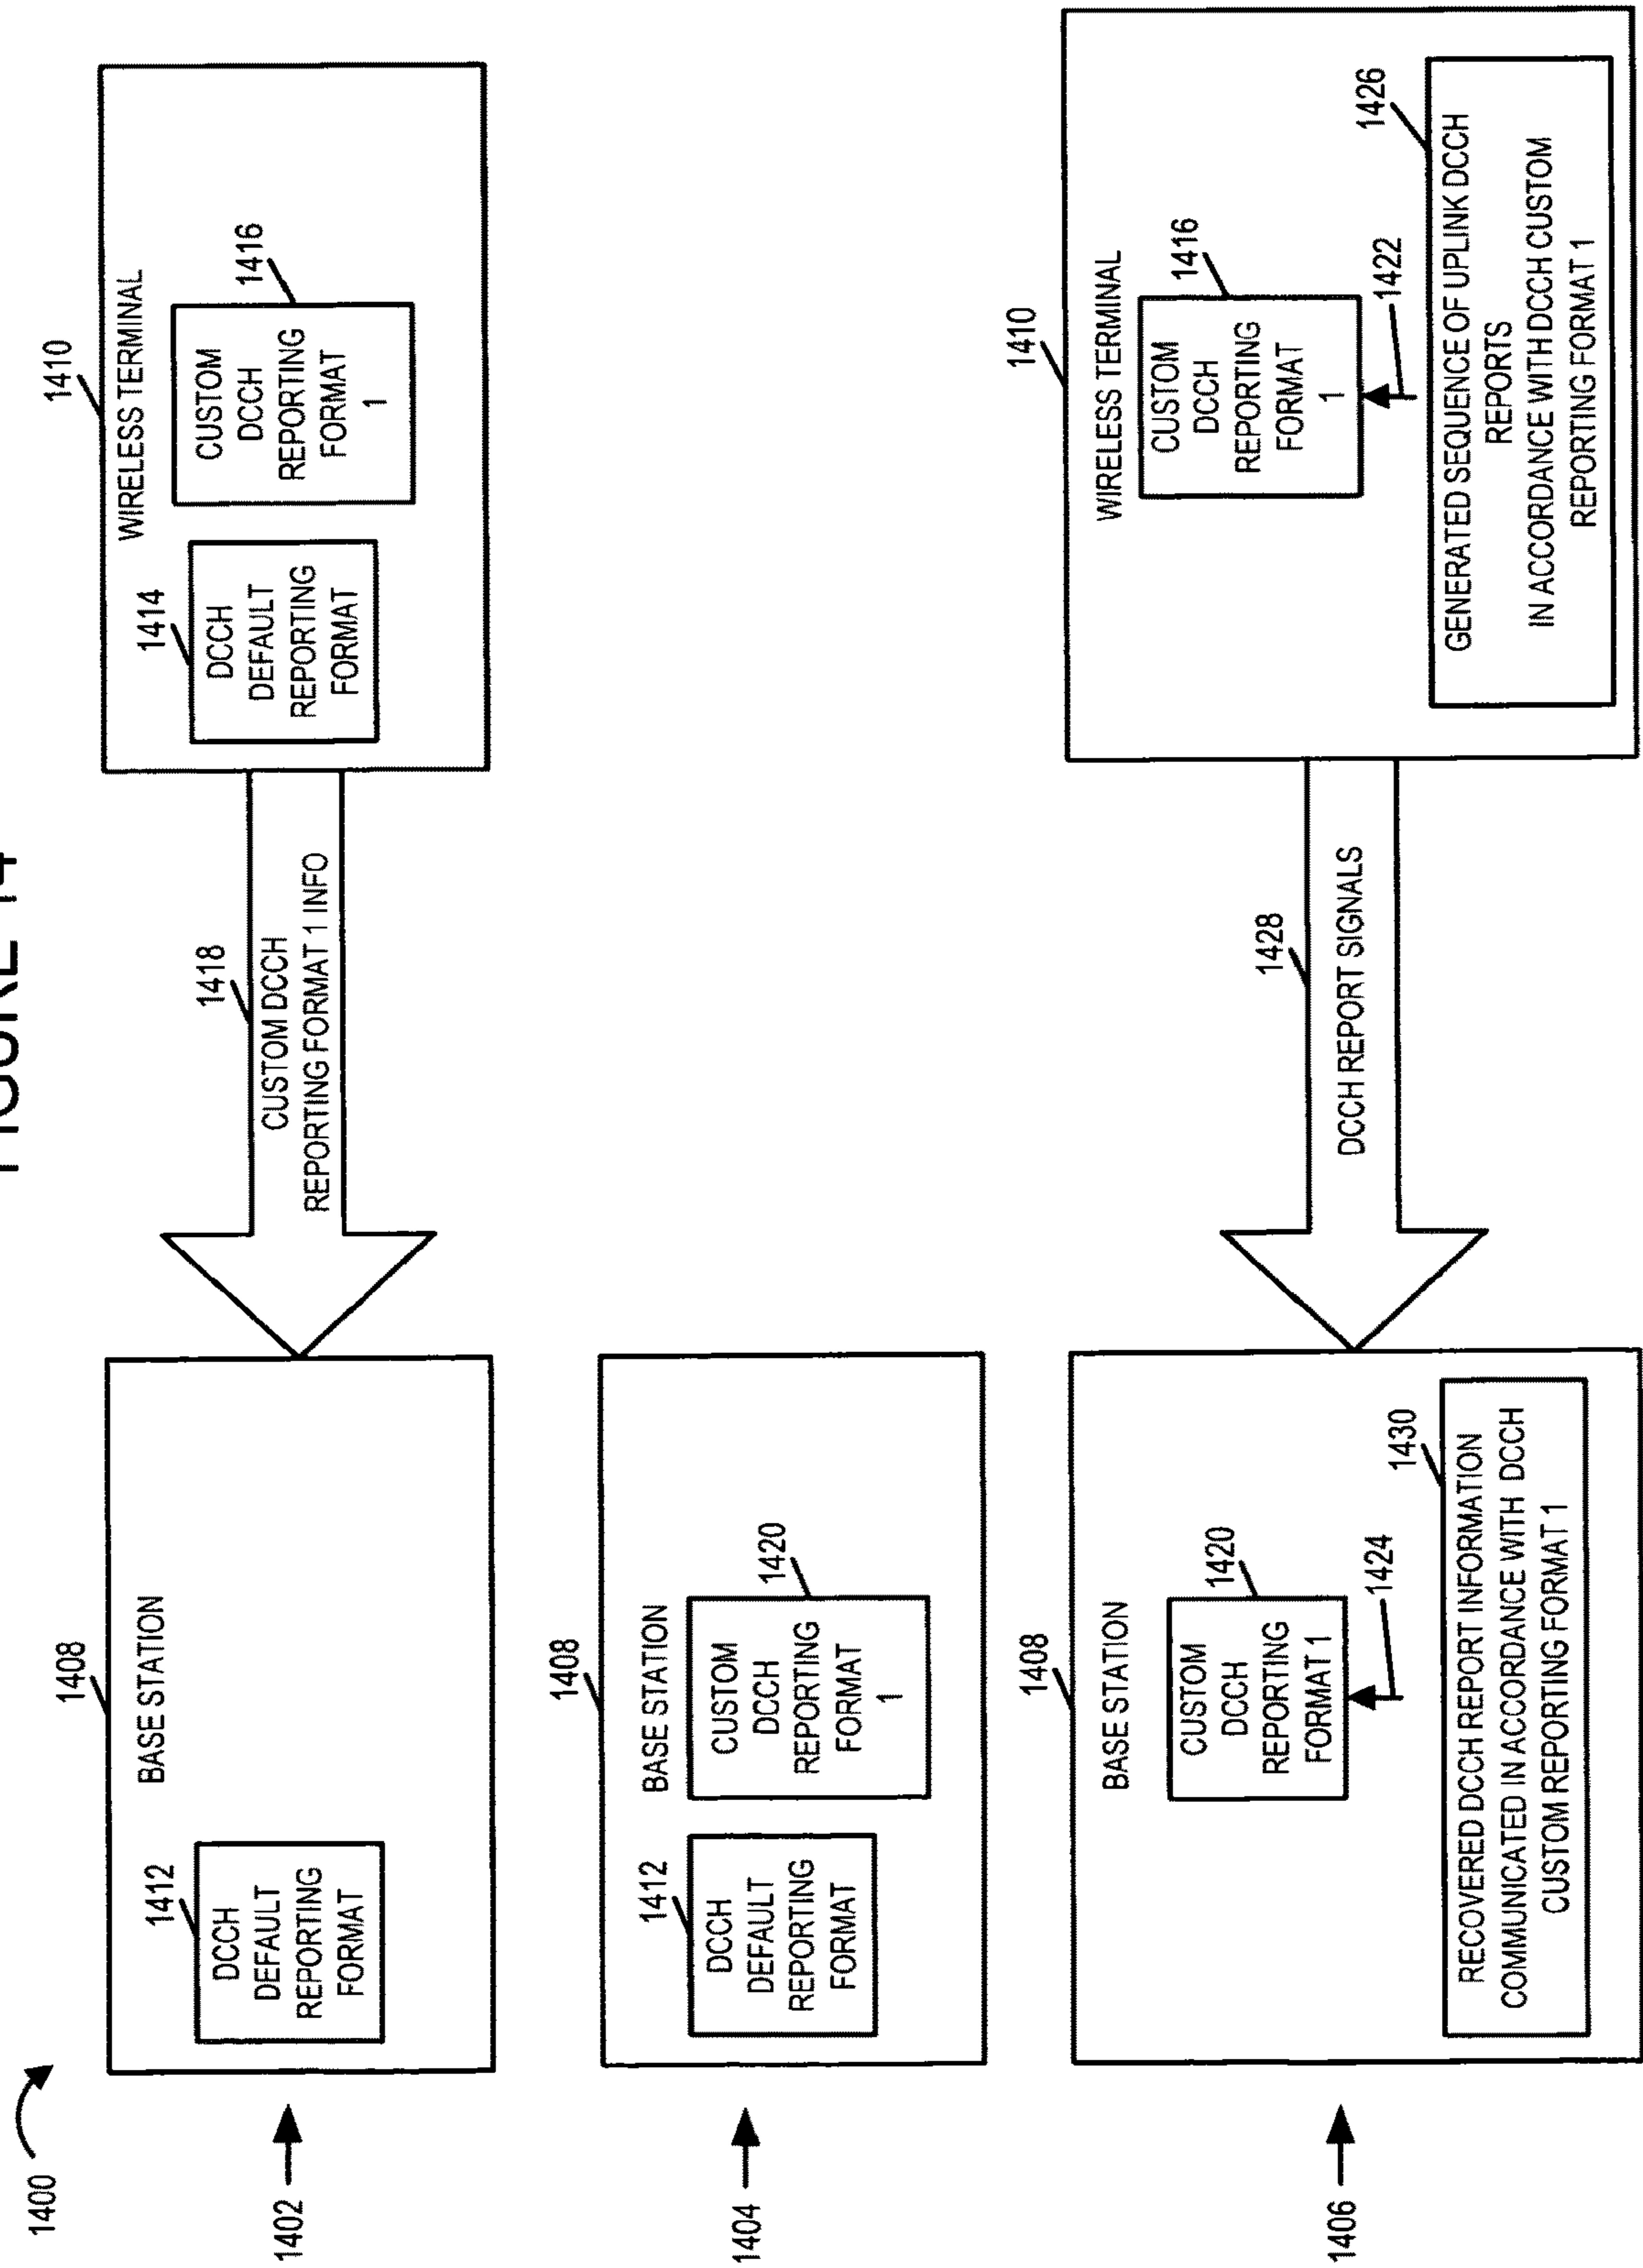 FIGURE 14
1400
1402
1408
BASE STATION
1412
DCCH
DEFAULT
REPORTING
FORMAT
1418
CUSTOM DCCH
REPORTING FORMAT 1 INFO
1410
WIRELESS TERMINAL
1414
DCCH
DEFAULT
REPORTING
FORMAT
1416
CUSTOM
DCCH
REPORTING
FORMAT
1
1404
1408
BASE STATION
1412
DCCH
DEFAULT
REPORTING
FORMAT
1420
CUSTOM
DCCH
REPORTING
FORMAT
1
1406
1408
BASE STATION
1420
CUSTOM
DCCH
REPORTING
FORMAT 1
1424
1430
RECOVERED DCCH REPORT INFORMATION
COMMUNICATED IN ACCORDANCE WITH DCCH
CUSTOM REPORTING FORMAT 1
1428
DCCH REPORT SIGNALS
1410
WIRELESS TERMINAL
1416
CUSTOM
DCCH
REPORTING
FORMAT
1
1422
1426
GENERATED SEQUENCE OF UPLINK DCCH
REPORTS
IN ACCORDANCE WITH DCCH CUSTOM
REPORTING FORMAT 1